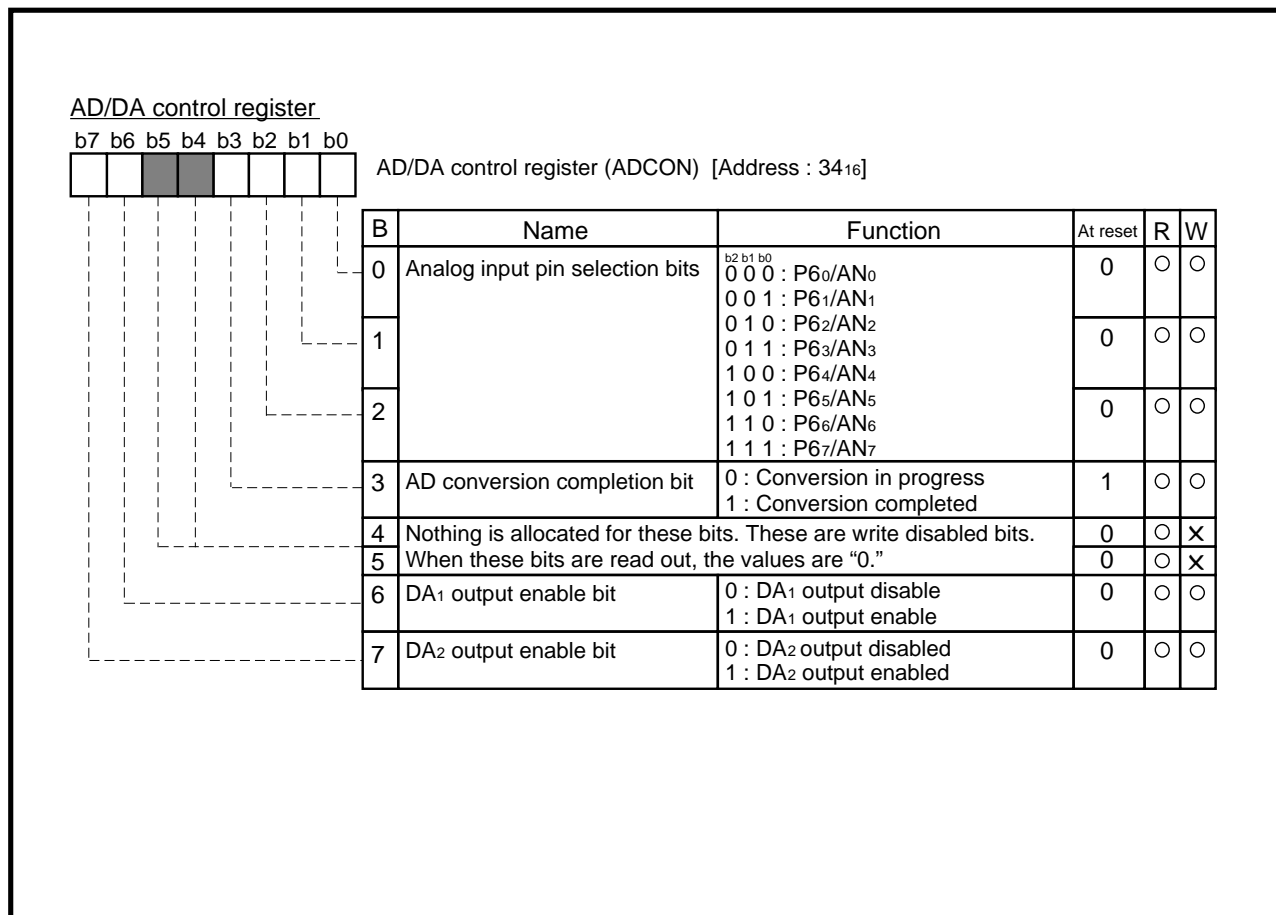 AD/DA control register
b7 b6 b5 b4 b3 b2 b1 b0
AD/DA control register (ADCON) [Address : 34₁₆]
B Name Function At reset R W
0 Analog input pin selection bits b2 b1 b0 0 ○ ○
0 0 0 : P6₀/AN₀
0 0 1 : P6₁/AN₁
1 0 1 0 : P6₂/AN₂ 0 ○ ○
0 1 1 : P6₃/AN₃
1 0 0 : P6₄/AN₄
2 1 0 1 : P6₅/AN₅ 0 ○ ○
1 1 0 : P6₆/AN₆
1 1 1 : P6₇/AN₇
3 AD conversion completion bit 0 : Conversion in progress 1 ○ ○
1 : Conversion completed
4 Nothing is allocated for these bits. These are write disabled bits. 0 ○ ×
5 When these bits are read out, the values are “0.” 0 ○ ×
6 DA₁ output enable bit 0 : DA₁ output disable 0 ○ ○
1 : DA₁ output enable
7 DA₂ output enable bit 0 : DA₂ output disabled 0 ○ ○
1 : DA₂ output enabled